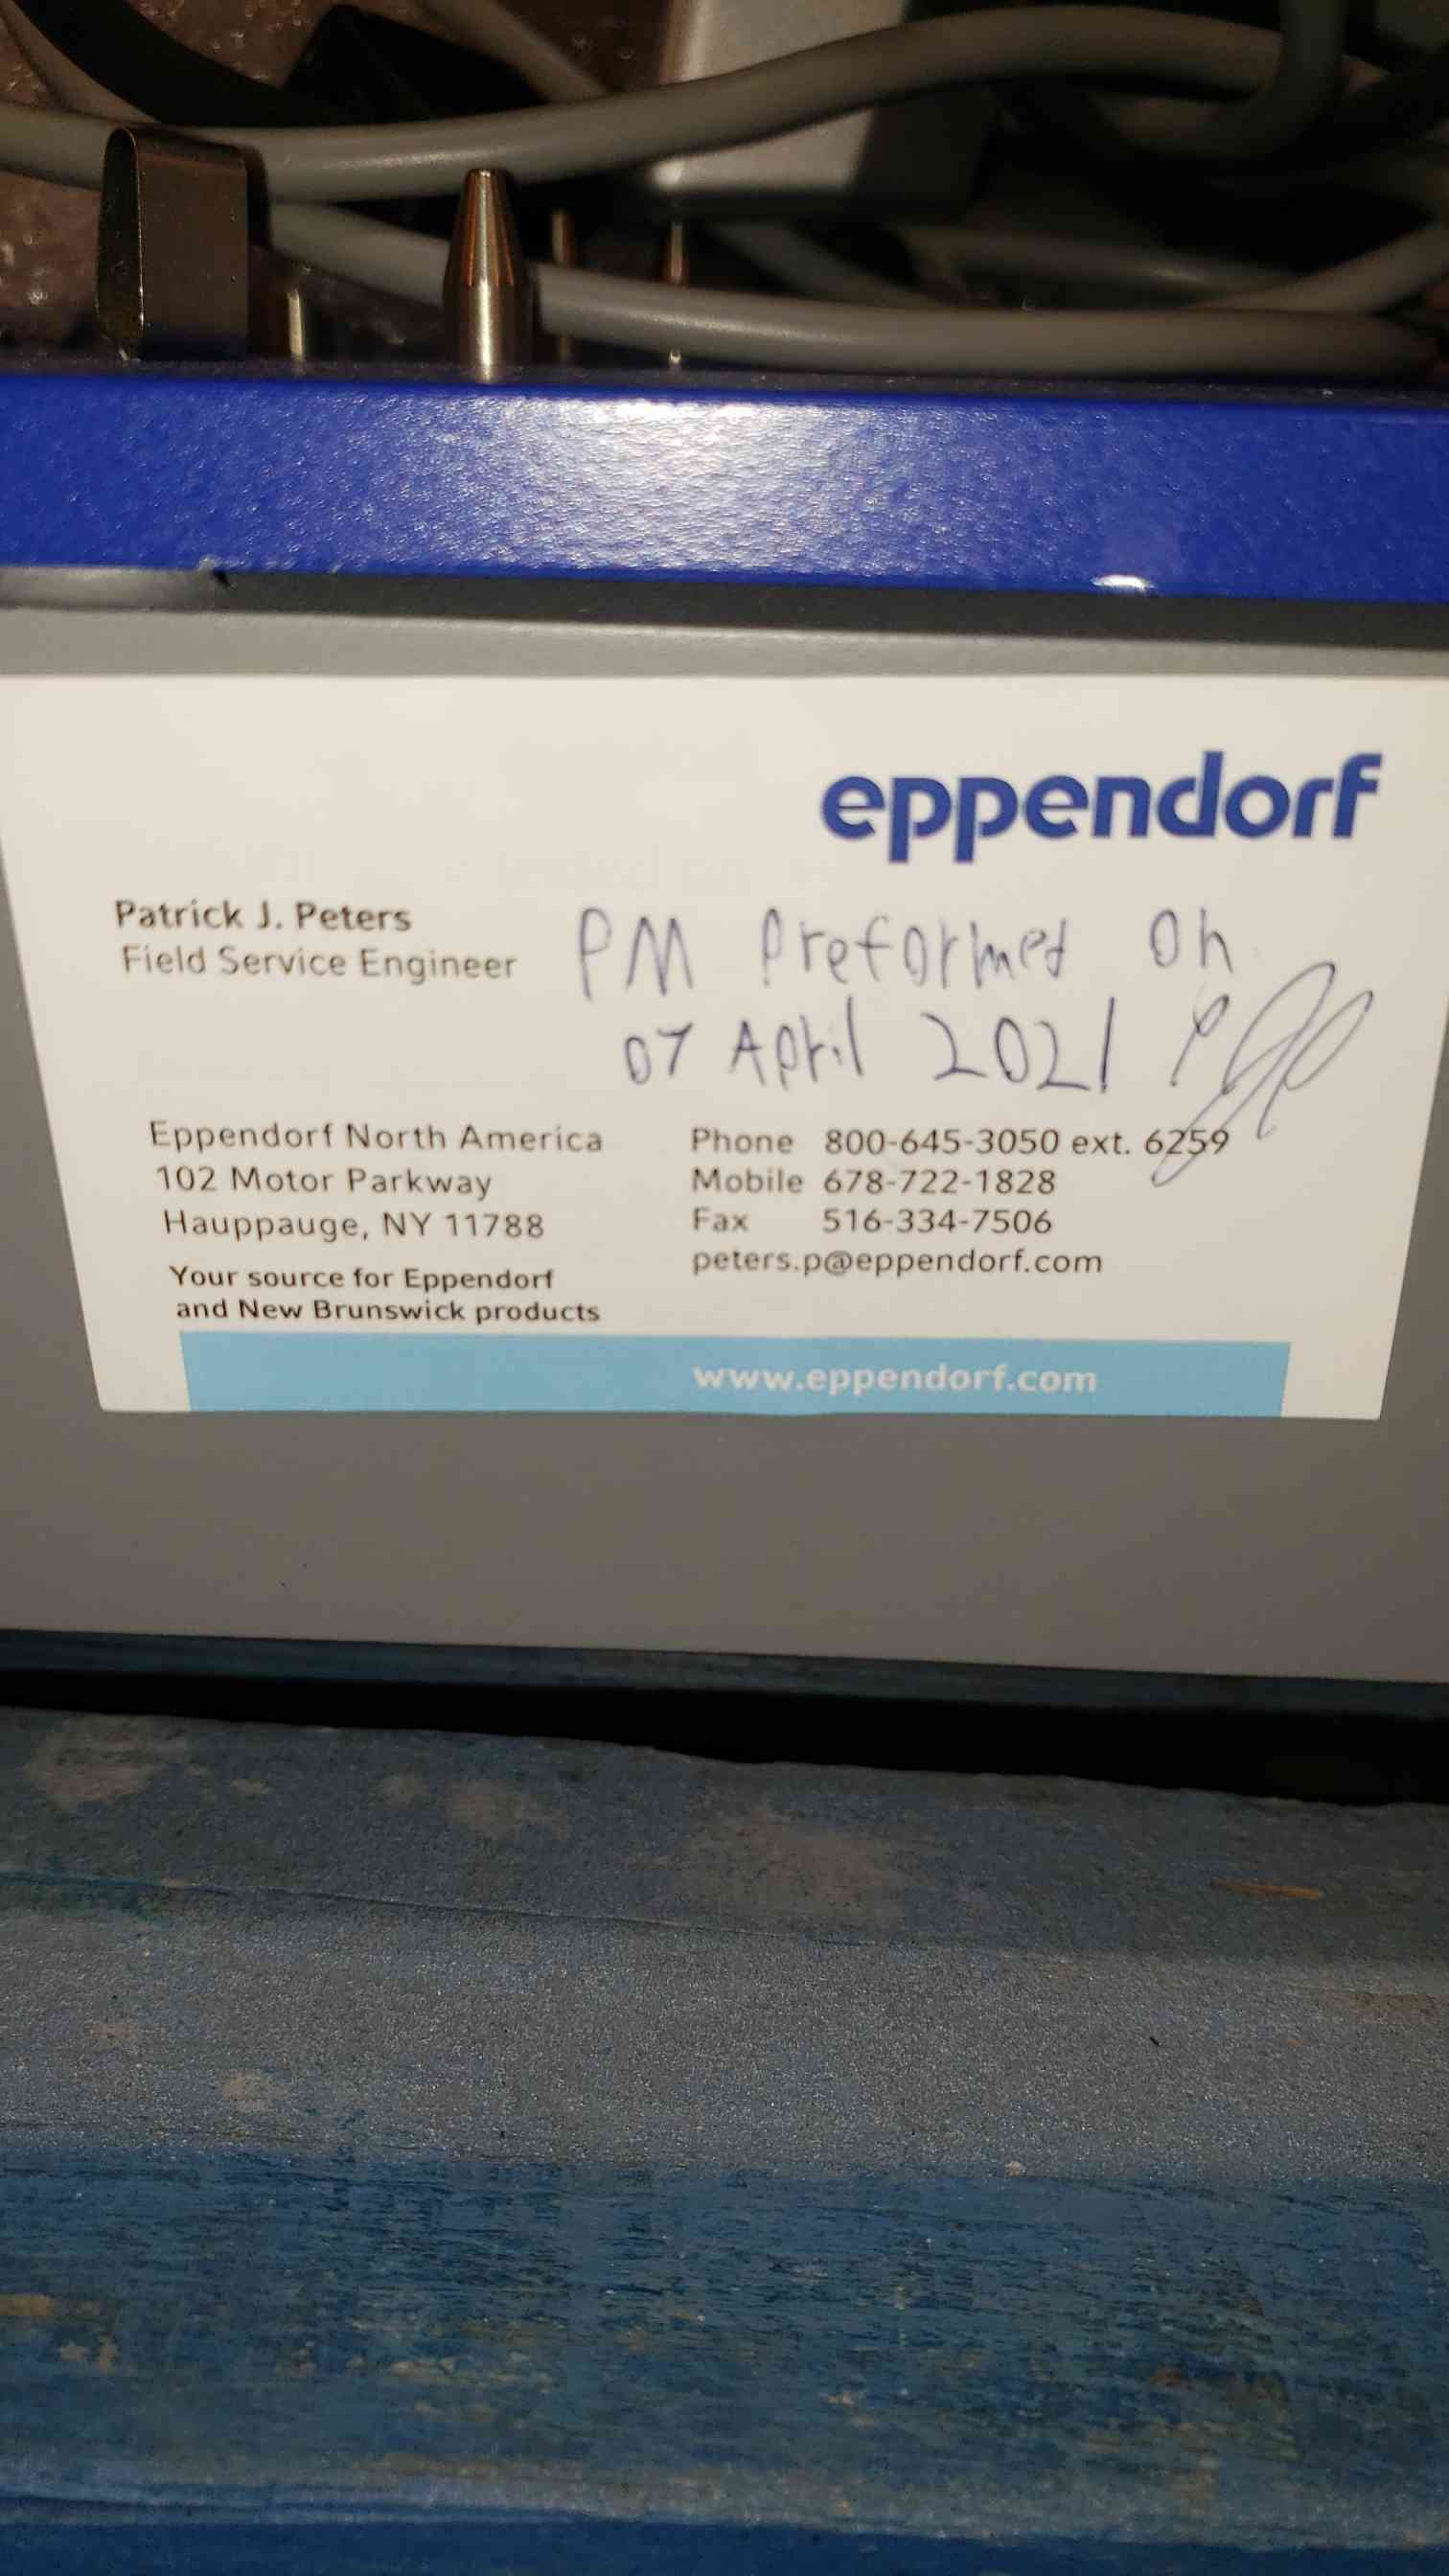 eppendorf
Patrick J. Peters
Field Service Engineer
PM Preformed on
07 April 2021
Eppendorf North America
102 Motor Parkway
Hauppauge, NY 11788
Your source for Eppendorf
and New Brunswick products
Phone 800-645-3050 ext. 6259
Mobile 678-722-1828
Fax 516-334-7506
peters.p@eppendorf.com
www.eppendorf.com